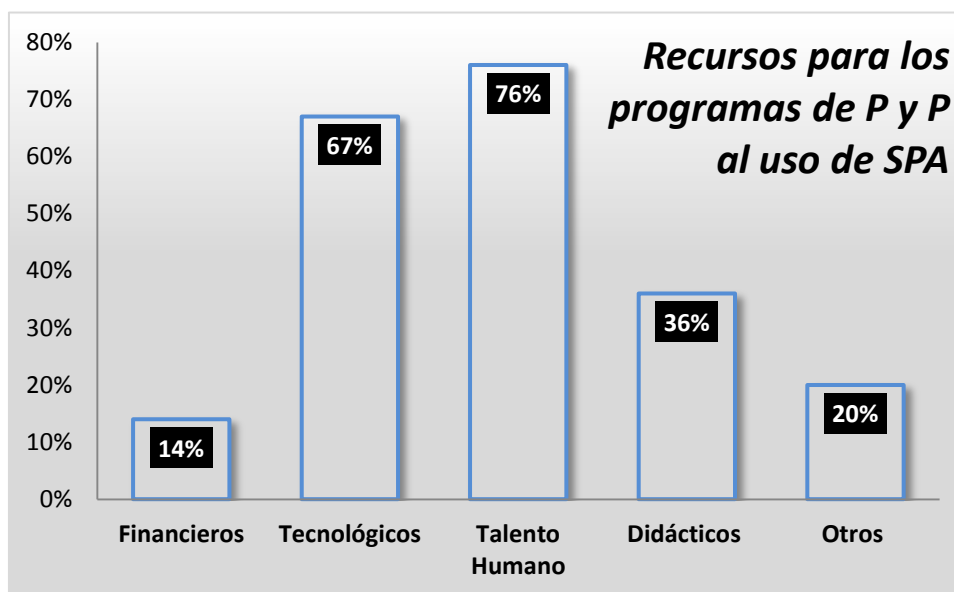 Recursos para los
programas de P y P
al uso de SPA
80%
70%
60%
50%
40%
30%
20%
10%
0%
14%
67%
76%
36%
20%
Financieros
Tecnológicos
Talento
Humano
Didácticos
Otros